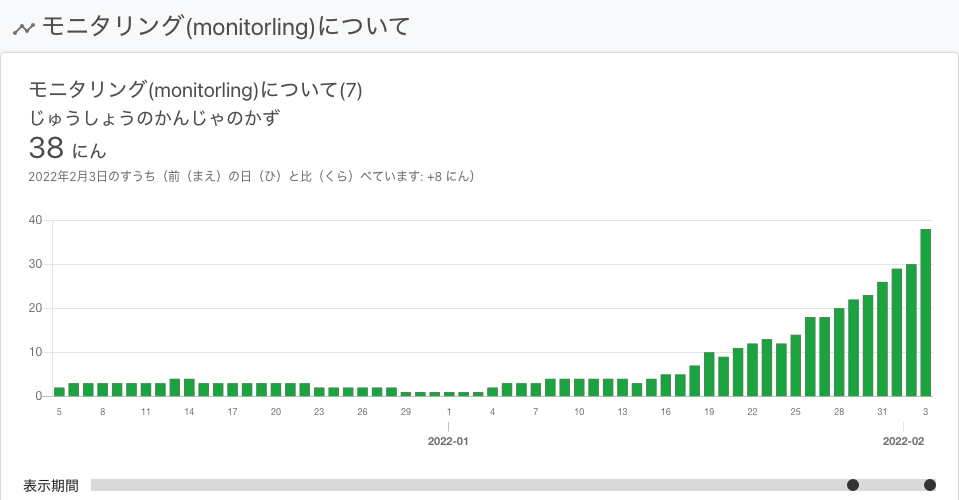 モニタリング(monitorling)について
モニタリング(monitorling)について(7)
じゅうしょうのかんじゃのかず
38 にん
2022年2月3日のすうち（前（まえ）の日（ひ）と比（くら）べています: +8 にん）
40
30
20
10
0
5 8 11 14 17 20 23 26 29 1 4 7 10 13 16 19 22 25 28 31 3
2022-01 2022-02
表示期間